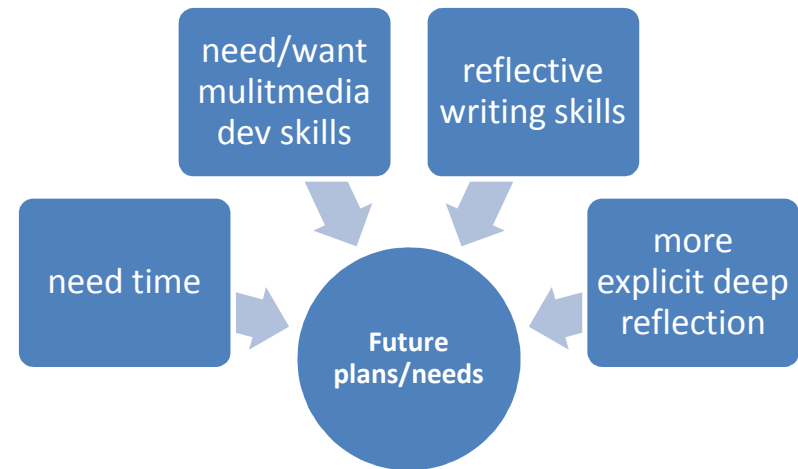 need/want
mulitmedia
dev skills
reflective
writing skills
need time
more
explicit deep
reflection
Future
plans/needs